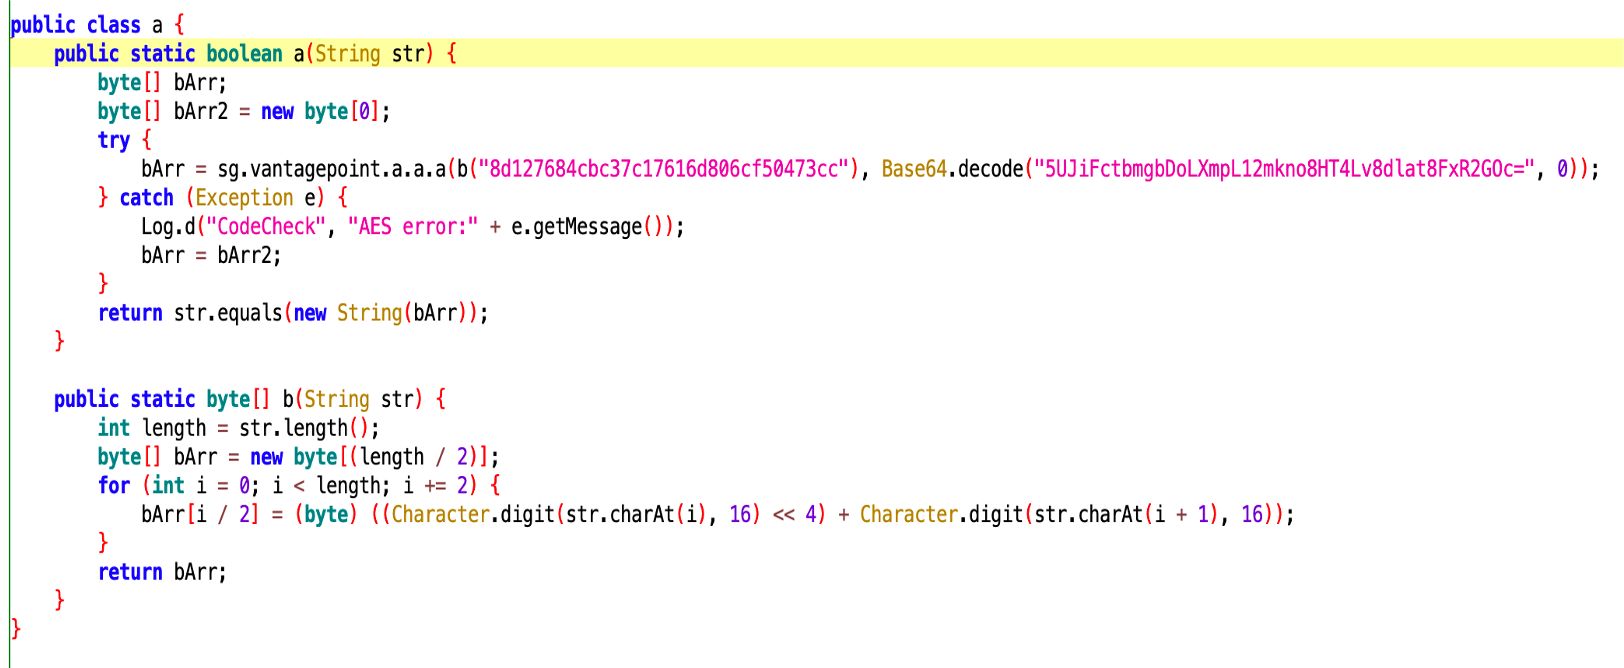 public class a {
    public static boolean a(String str) {
        byte[] bArr;
        byte[] bArr2 = new byte[0];
        try {
            bArr = sg.vantagepoint.a.a.a(b("8d127684cbc37c17616d806cf50473cc"), Base64.decode("5UJiFctbmgbDoLXmpL12mkno8HT4Lv8dlat8FxR2GOc=", 0));
        } catch (Exception e) {
            Log.d("CodeCheck", "AES error:" + e.getMessage());
            bArr = bArr2;
        }
        return str.equals(new String(bArr));
    }
    public static byte[] b(String str) {
        int length = str.length();
        byte[] bArr = new byte[(length / 2)];
        for (int i = 0; i < length; i += 2) {
            bArr[i / 2] = (byte) ((Character.digit(str.charAt(i), 16) << 4) + Character.digit(str.charAt(i + 1), 16));
        }
        return bArr;
    }
}